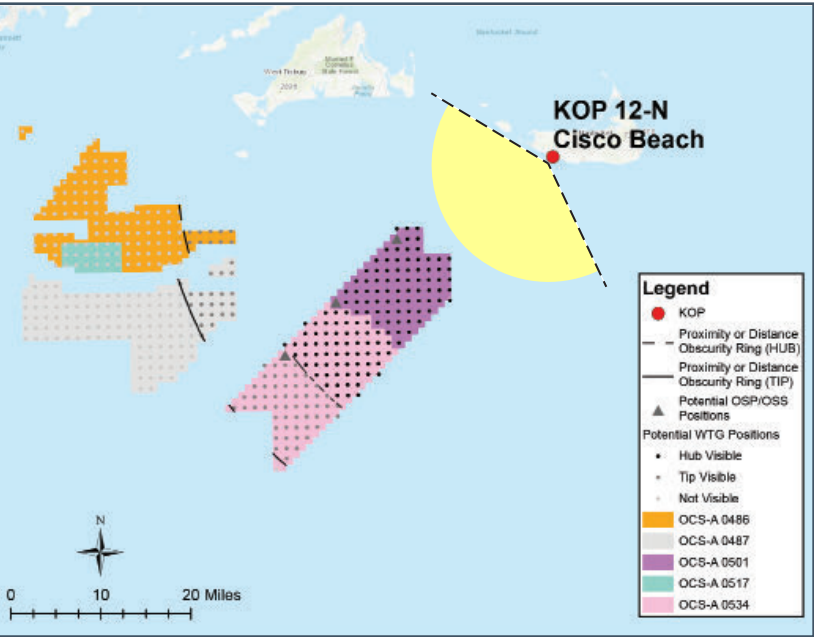 Nantucket Sound
West Tisbury
KOP 12-N
Cisco Beach
Legend
KOP
Proximity or Distance
Obscurity Ring (HUB)
Proximity or Distance
Obscurity Ring (TIP)
Potential OSP/OSS
Positions
Potential WTG Positions
Hub Visible
Tip Visible
Not Visible
OCS-A 0486
OCS-A 0487
OCS-A 0501
OCS-A 0517
OCS-A 0534
N
0 10 20 Miles